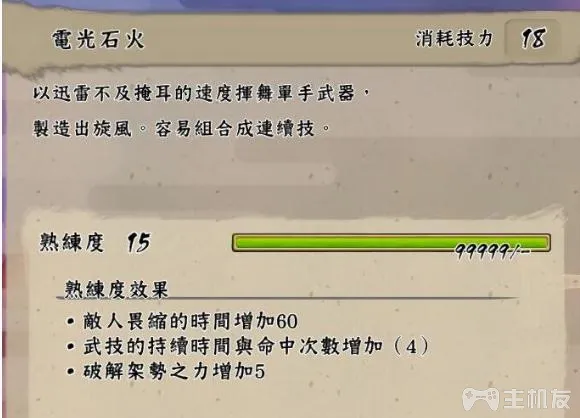 電光石火 消耗技力 18
以迅雷不及掩耳的速度揮舞單手武器，
製造出旋風。容易組合成連續技。
熟練度 15
99999/-
熟練度效果
• 敵人畏縮的時間增加60
• 武技的持續時間與命中次數增加（4）
• 破解架勢之力增加5
主机友